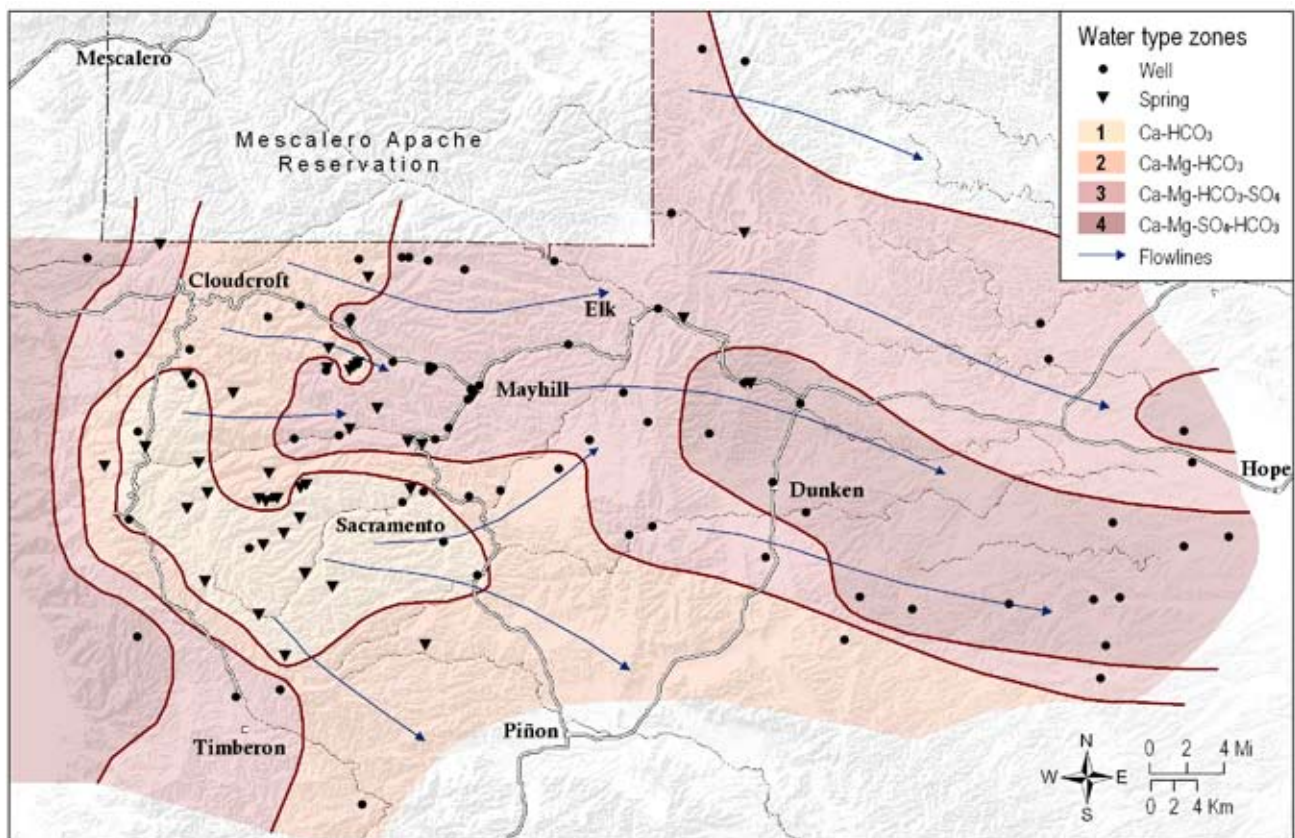 Mescalero
Mescalero Apache
Reservation
Cloudcroft
Elk
Mayhill
Hope
Dunken
Sacramento
Timberon
Piñon
Water type zones
Well
Spring
1 Ca-HCO₃
2 Ca-Mg-HCO₃
3 Ca-Mg-HCO₃-SO₄
4 Ca-Mg-SO₄-HCO₃
Flowlines
N
W E
S
0 2 4 Mi
0 2 4 Km